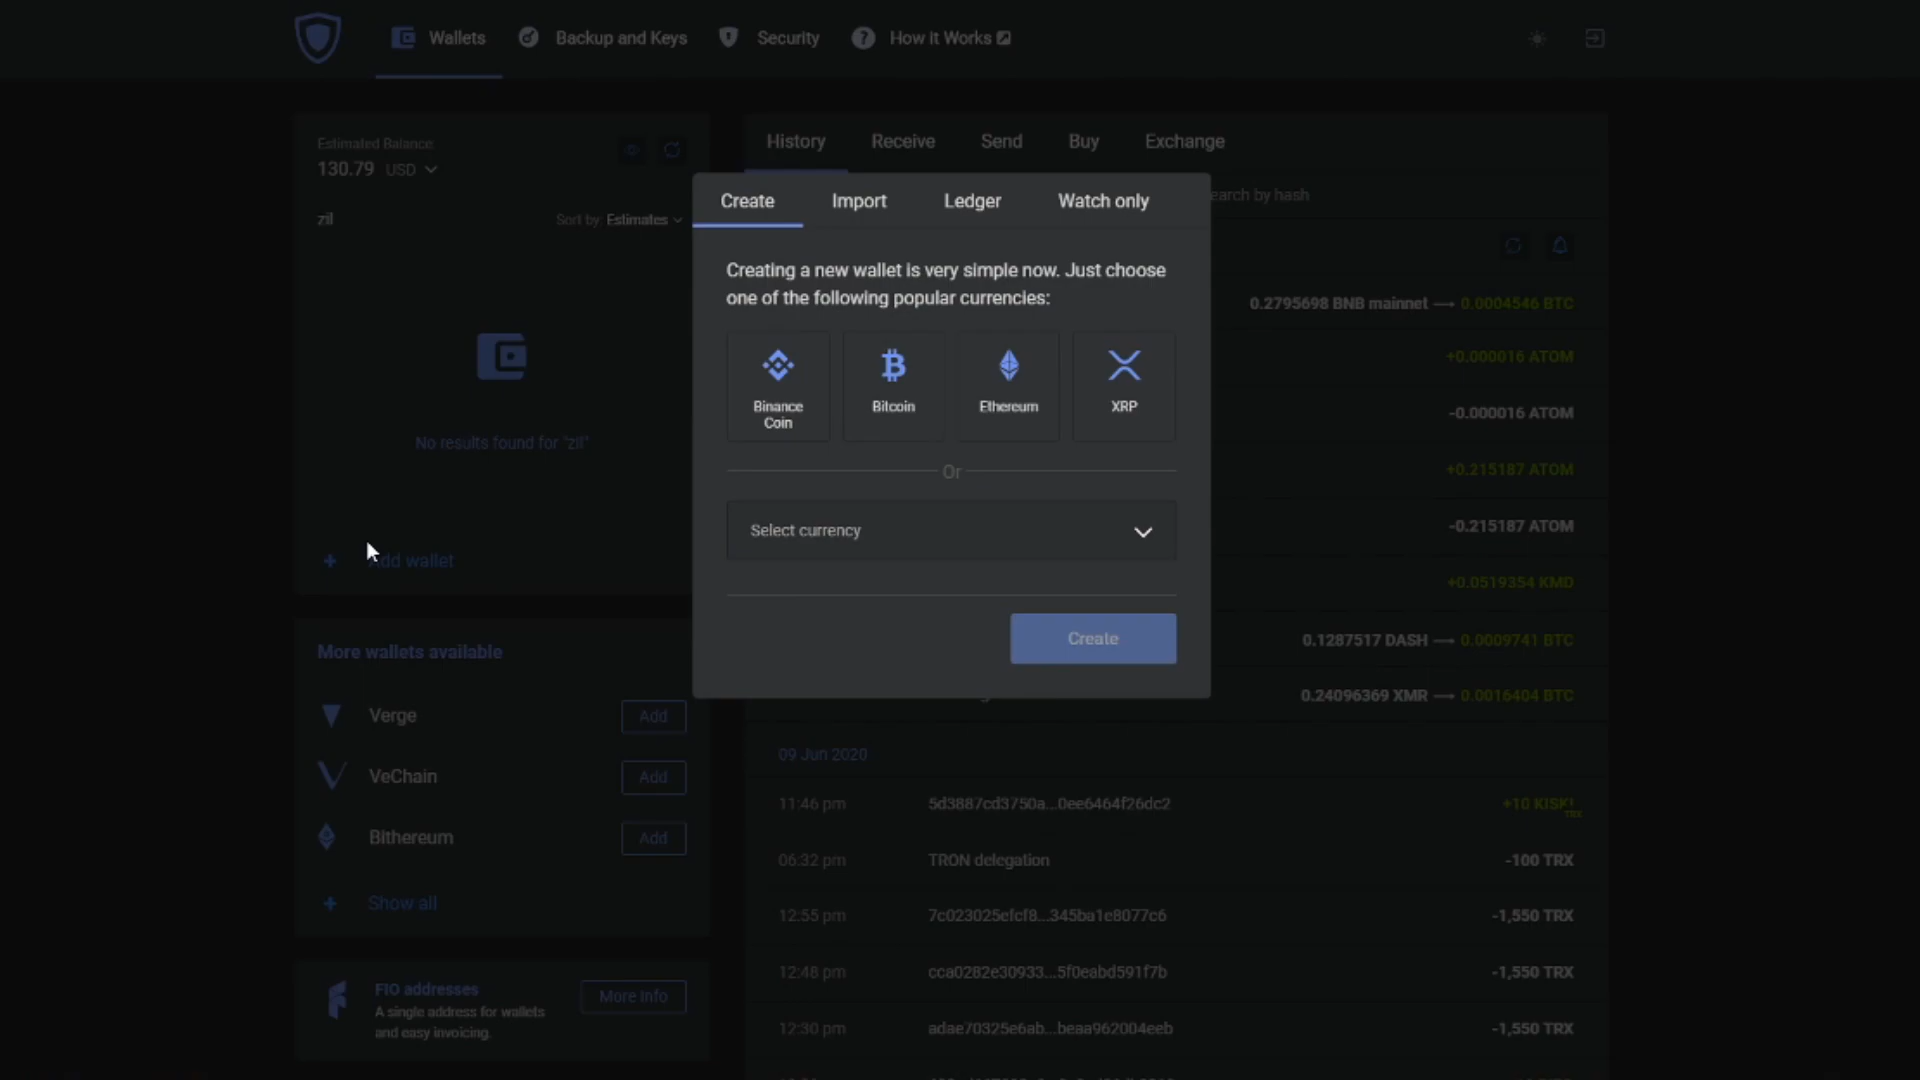 Wallets
Backup and Keys
Security
How it Works
Estimated Balance:
130.79 USD
zil
Sort by: Estimates
No results found for "zil"
Add wallet
More wallets available
Verge
Add
VeChain
Add
Bithereum
Add
Show all
FIO addresses
A single address for wallets
and easy invoicing.
More Info
History
Receive
Send
Buy
Exchange
earch by hash
Create
Import
Ledger
Watch only
Creating a new wallet is very simple now. Just choose
one of the following popular currencies:
Binance
Coin
Bitcoin
Ethereum
XRP
Or
Select currency
Create
0.2795698 BNB mainnet → 0.0004546 BTC
+0.000016 ATOM
-0.000016 ATOM
+0.215187 ATOM
-0.215187 ATOM
+0.0519354 KMD
0.1287517 DASH → 0.0009741 BTC
0.24096369 XMR → 0.0016404 BTC
09 Jun 2020
11:46 pm 5d3887cd3750a...0ee6464f26dc2 +10 KISK! TRX
06:32 pm TRON delegation -100 TRX
12:55 pm 7c023025efcf8...345ba1e8077c6 -1,550 TRX
12:48 pm cca0282e30933...5f0eabd591f7b -1,550 TRX
12:30 pm adae70325e6ab...beaa962004eeb -1,550 TRX